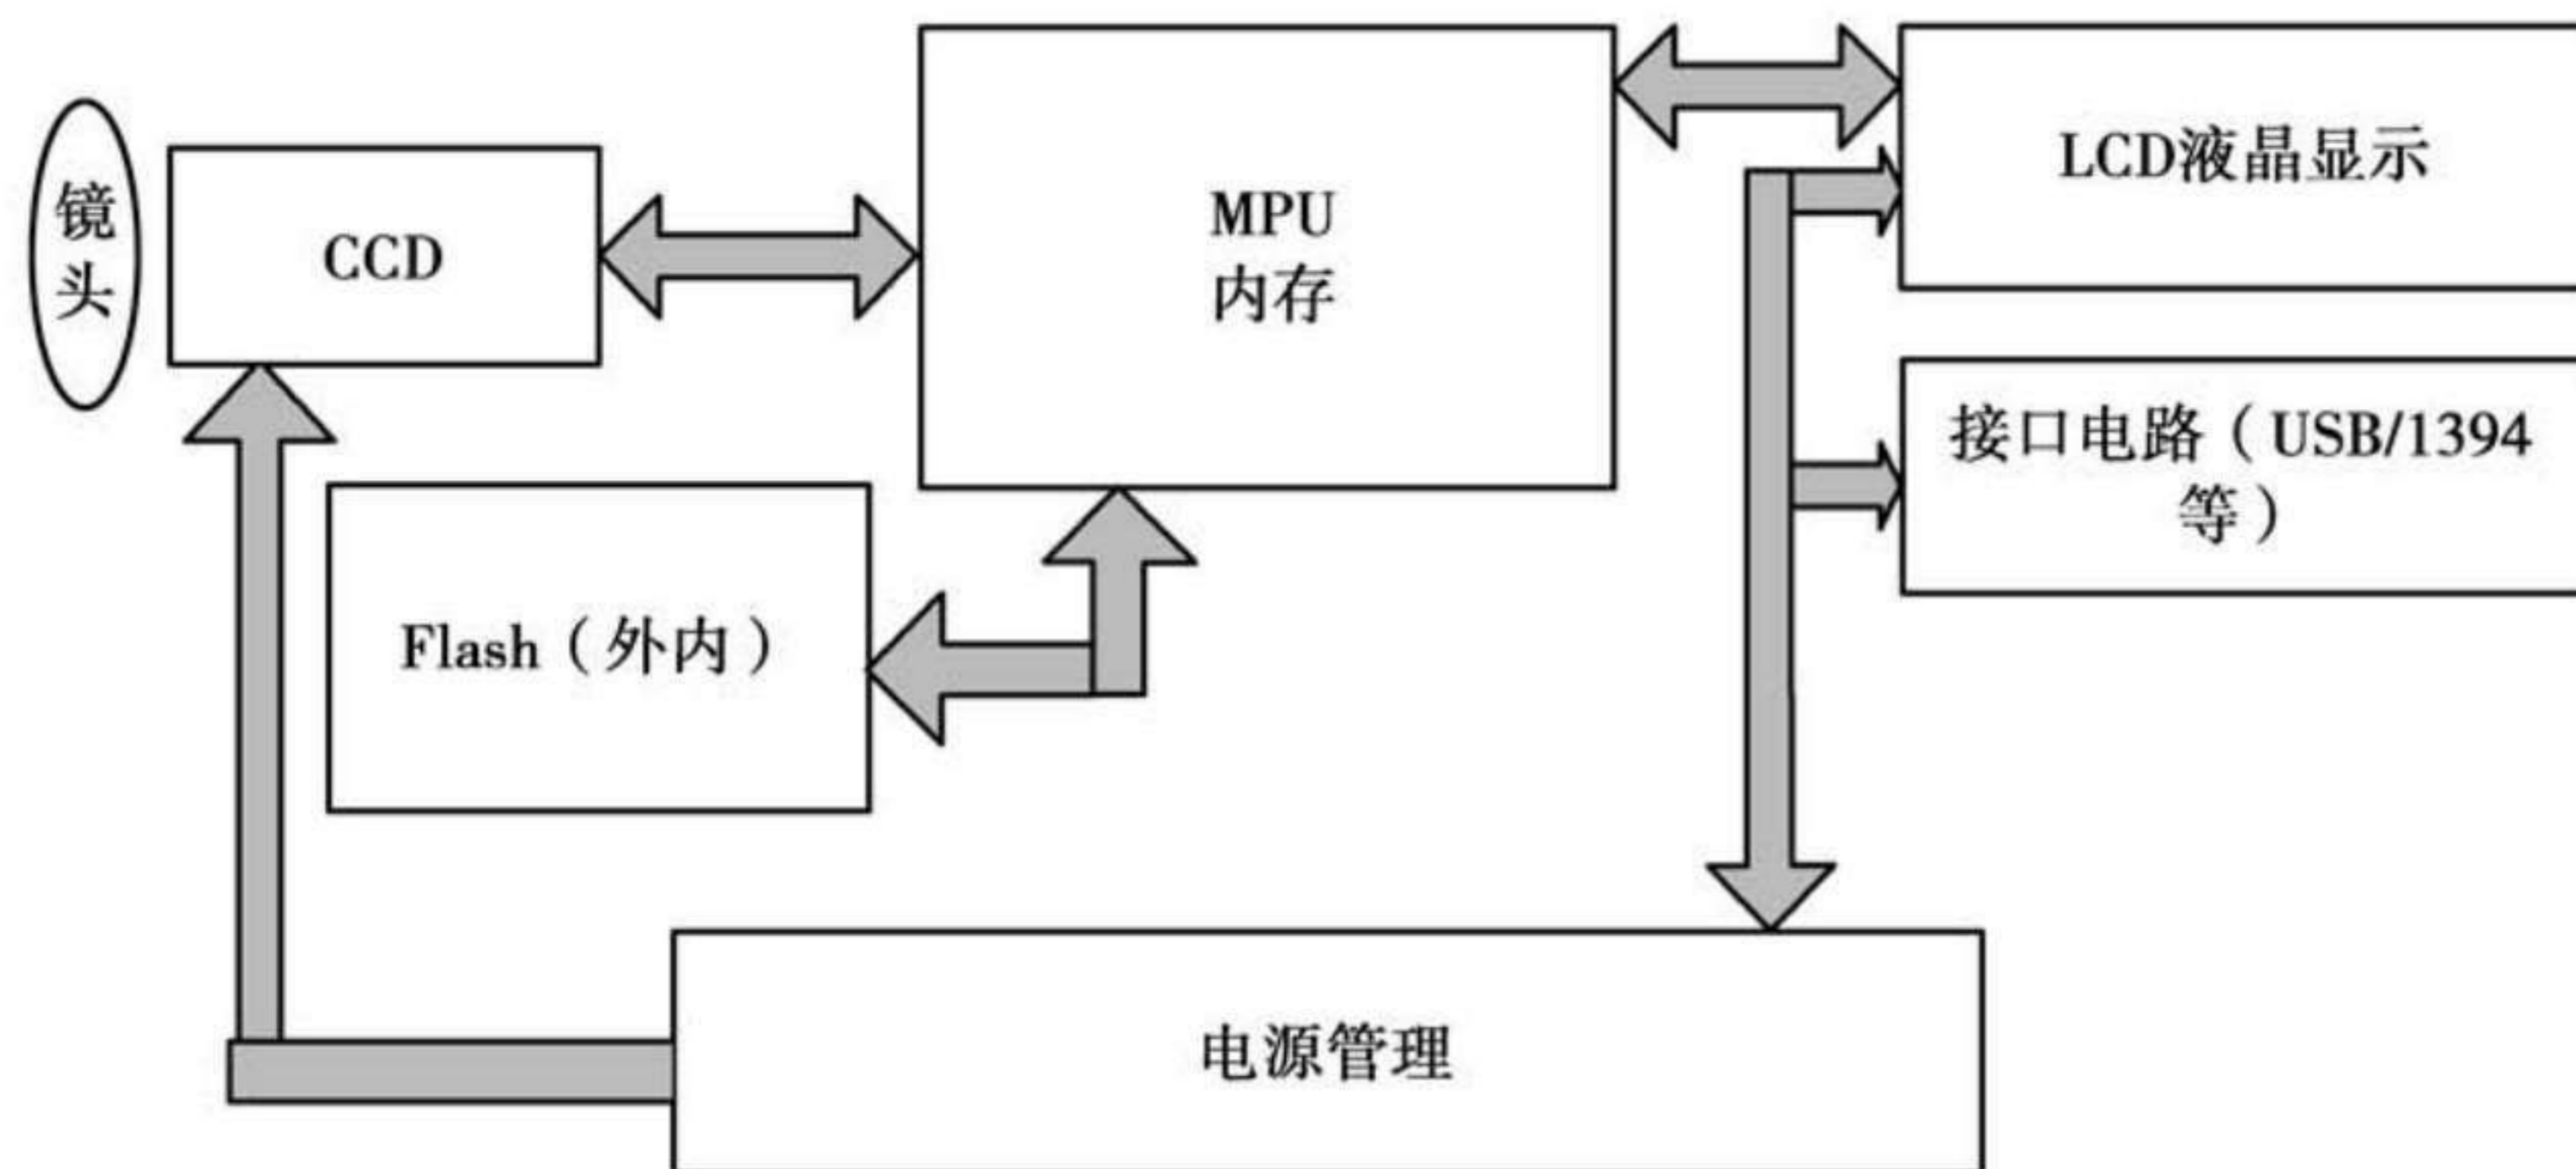 镜
头
CCD
MPU
内存
LCD液晶显示
接口电路（USB/1394
等）
Flash（外内）
电源管理